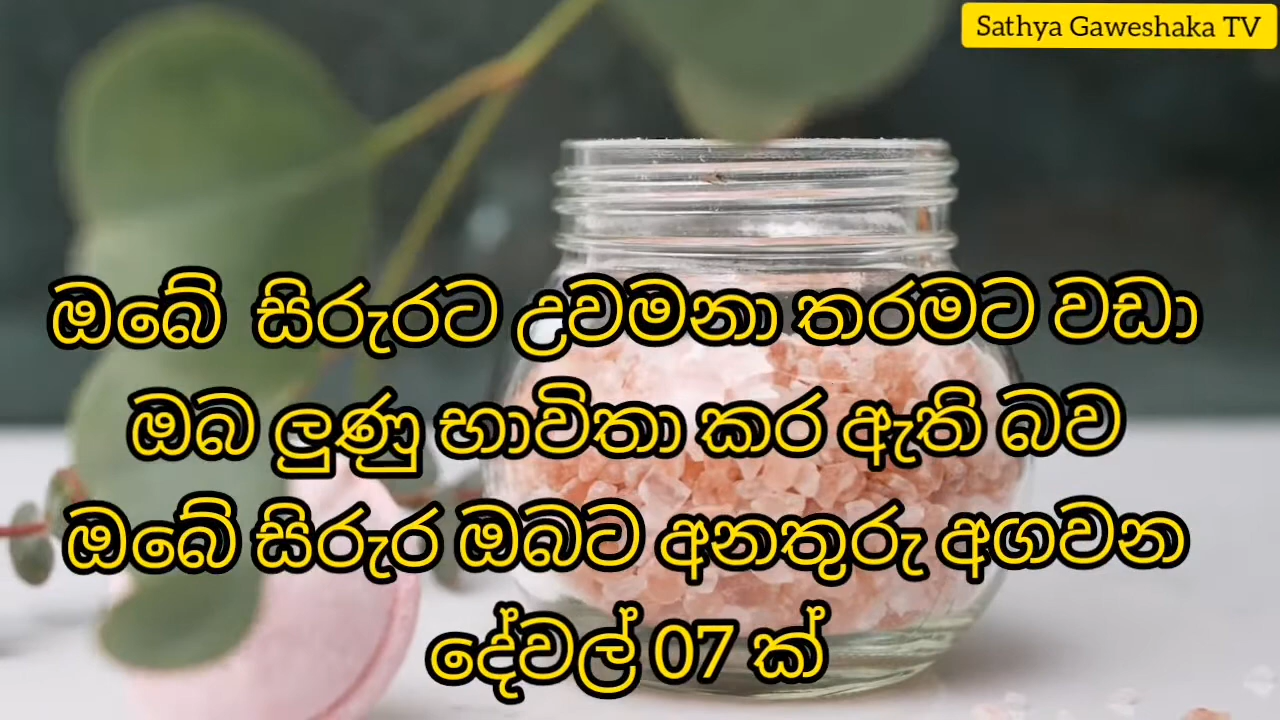 Sathya Gaweshaka TV
ඔබේ සිරුරට උවමනා තරමට වඩා
ඔබ ලුණු භාවිතා කර ඇති බව
ඔබේ සිරුර ඔබට අනතුරු අගවන
දේවල් 07 ක්